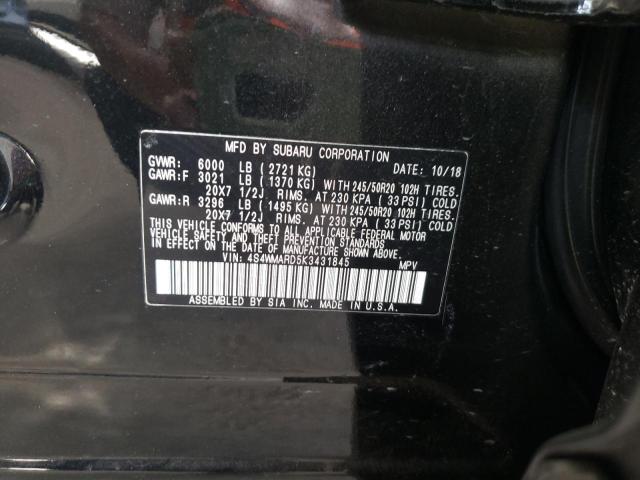 MFD BY SUBARU CORPORATION DATE: 10/18
GVWR: 6000 LB (2721 KG)
GAWR:F 3021 LB (1370 KG) WITH 245/50R20 102H TIRES.
20X7 1/2J RIMS. AT 230 KPA (33 PSI) COLD
GAWR:R 3296 LB (1495 KG) WITH 245/50R20 102H TIRES.
20X7 1/2J RIMS. AT 230 KPA (33 PSI) COLD
THIS VEHICLE CONFORMS TO ALL APPLICABLE FEDERAL MOTOR
VEHICLE SAFETY AND THEFT PREVENTION STANDARDS
IN EFFECT ON THE DATE OF MANUFACTURE SHOWN ABOVE.
VIN: 4S4WMARD5K3431845 MPV
ASSEMBLED BY SIA INC. MADE IN U.S.A.